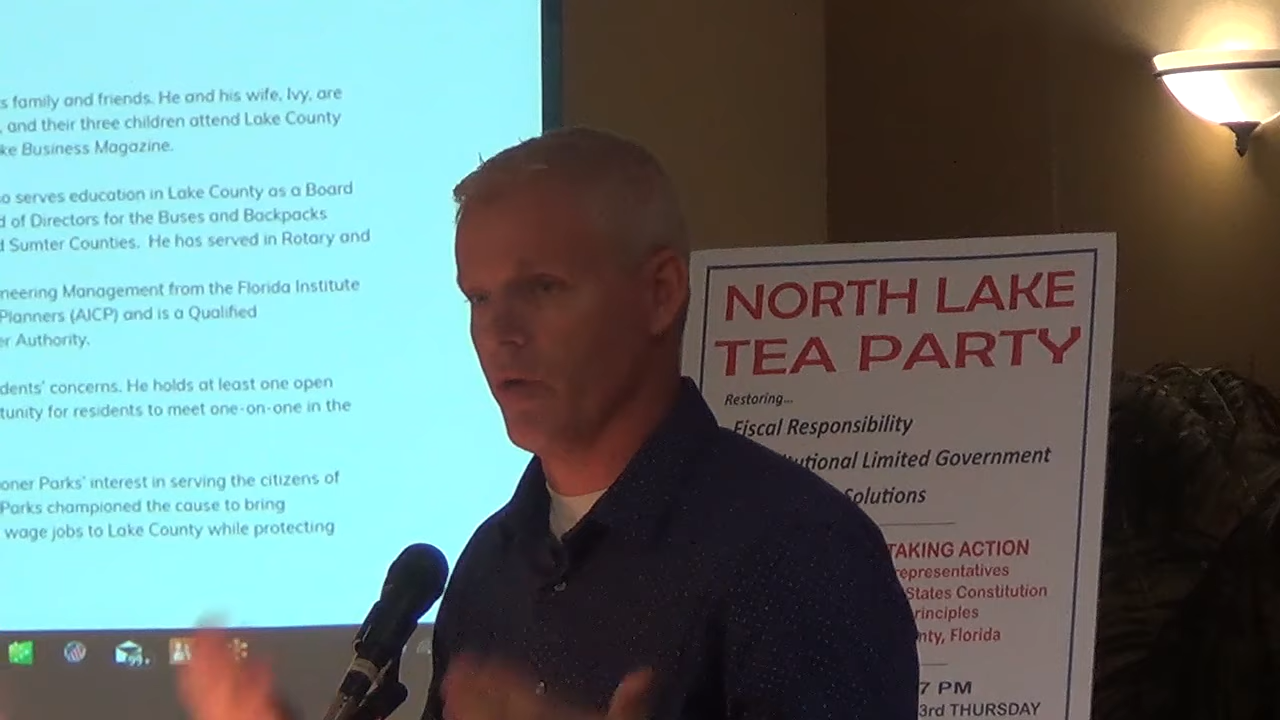 s family and friends. He and his wife, Ivy, are
, and their three children attend Lake County
ke Business Magazine.
o serves education in Lake County as a Board
d of Directors for the Buses and Backpacks
d Sumter Counties. He has served in Rotary and
neering Management from the Florida Institute
Planners (AICP) and is a Qualified
er Authority.
dents' concerns. He holds at least one open
tunity for residents to meet one-on-one in the
oner Parks' interest in serving the citizens of
Parks championed the cause to bring
wage jobs to Lake County while protecting
NORTH LAKE
TEA PARTY
Restoring...
Fiscal Responsibility
tutional Limited Government
Solutions
TAKING ACTION
epresentatives
States Constitution
rinciples
nty, Florida
7 PM
3rd THURSDAY